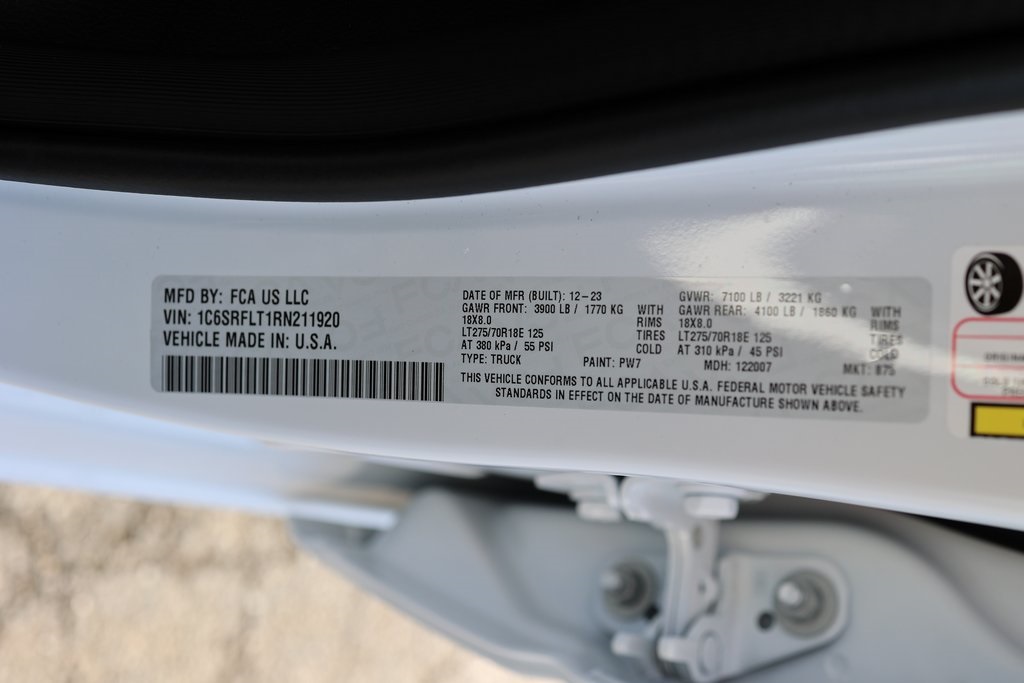 MFD BY: FCA US LLC
VIN: 1C6SRFLT1RN211920
VEHICLE MADE IN: U.S.A.
DATE OF MFR (BUILT): 12-23
GAWR FRONT: 3900 LB / 1770 KG WITH
18X8.0 RIMS
LT275/70R18E 125 TIRES
AT 380 kPa / 55 PSI COLD
TYPE: TRUCK PAINT: PW7
GVWR: 7100 LB / 3221 KG
GAWR REAR: 4100 LB / 1860 KG WITH
18X8.0 RIMS
LT275/70R18E 125 TIRES
AT 310 kPa / 45 PSI COLD
MDH: 122007 MKT: 875
THIS VEHICLE CONFORMS TO ALL APPLICABLE U.S.A. FEDERAL MOTOR VEHICLE SAFETY
STANDARDS IN EFFECT ON THE DATE OF MANUFACTURE SHOWN ABOVE.